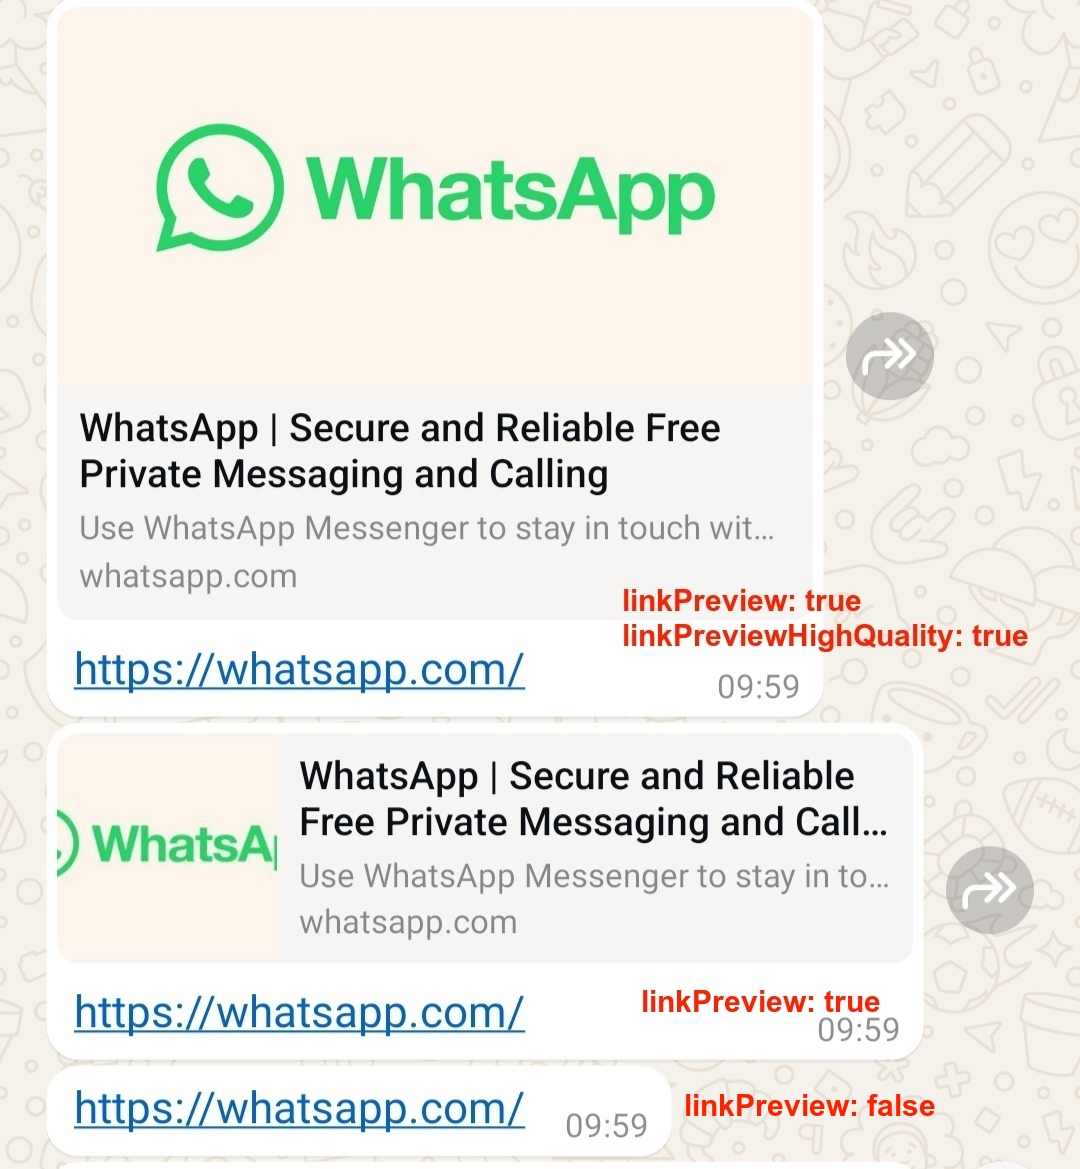 WhatsApp
WhatsApp | Secure and Reliable Free
Private Messaging and Calling
Use WhatsApp Messenger to stay in touch wit...
whatsapp.com
linkPreview: true
linkPreviewHighQuality: true
https://whatsapp.com/
09:59
WhatsA
WhatsApp | Secure and Reliable
Free Private Messaging and Call...
Use WhatsApp Messenger to stay in to...
whatsapp.com
https://whatsapp.com/
linkPreview: true
09:59
https://whatsapp.com/
09:59
linkPreview: false